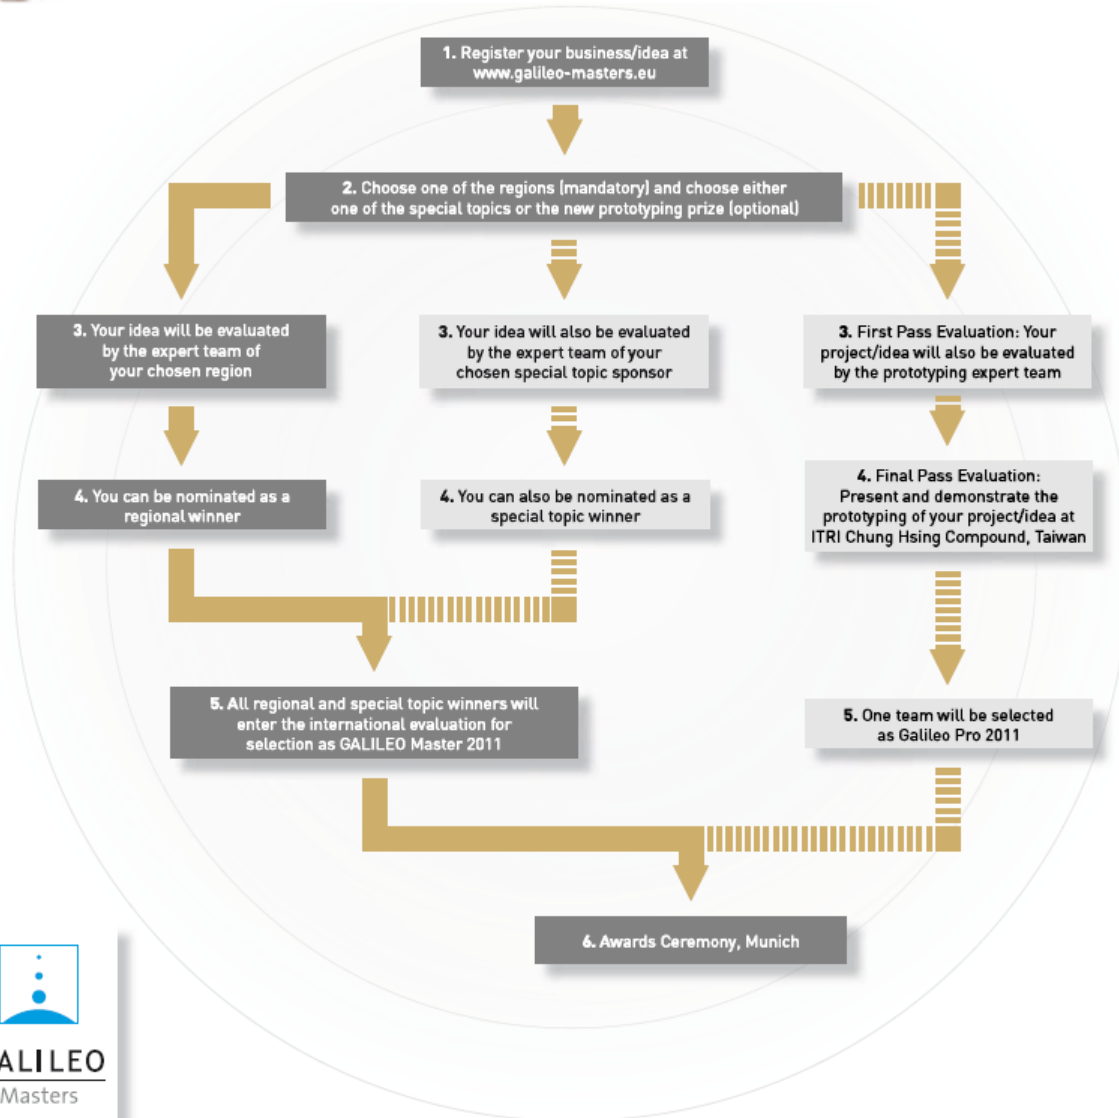 1. Register your business/idea at
www.galileo-masters.eu
2. Choose one of the regions (mandatory) and choose either
one of the special topics or the new prototyping prize (optional)
3. Your idea will be evaluated
by the expert team of
your chosen region
3. Your idea will also be evaluated
by the expert team of your
chosen special topic sponsor
3. First Pass Evaluation: Your
project/idea will also be evaluated
by the prototyping expert team
4. You can be nominated as a
regional winner
4. You can also be nominated as a
special topic winner
4. Final Pass Evaluation:
Present and demonstrate the
prototyping of your project/idea at
ITRI Chung Hsing Compound, Taiwan
5. All regional and special topic winners will
enter the international evaluation for
selection as GALILEO Master 2011
5. One team will be selected
as Galileo Pro 2011
6. Awards Ceremony, Munich
ALILEO
Masters